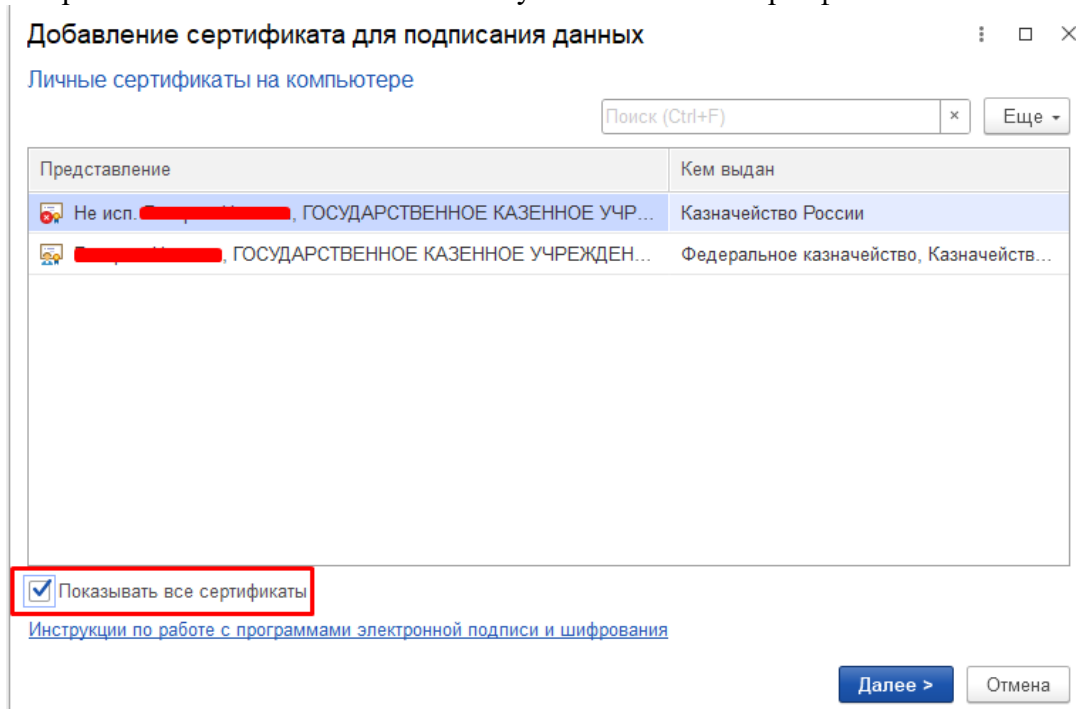 Добавление сертификата для подписания данных
Личные сертификаты на компьютере
Поиск (Ctrl+F) × Еще
Представление Кем выдан
Не исп. , ГОСУДАРСТВЕННОЕ КАЗЕННОЕ УЧР... Казначейство России
, ГОСУДАРСТВЕННОЕ КАЗЕННОЕ УЧРЕЖДЕН... Федеральное казначейство, Казначейств...
Показывать все сертификаты
Инструкции по работе с программами электронной подписи и шифрования
Далее > Отмена